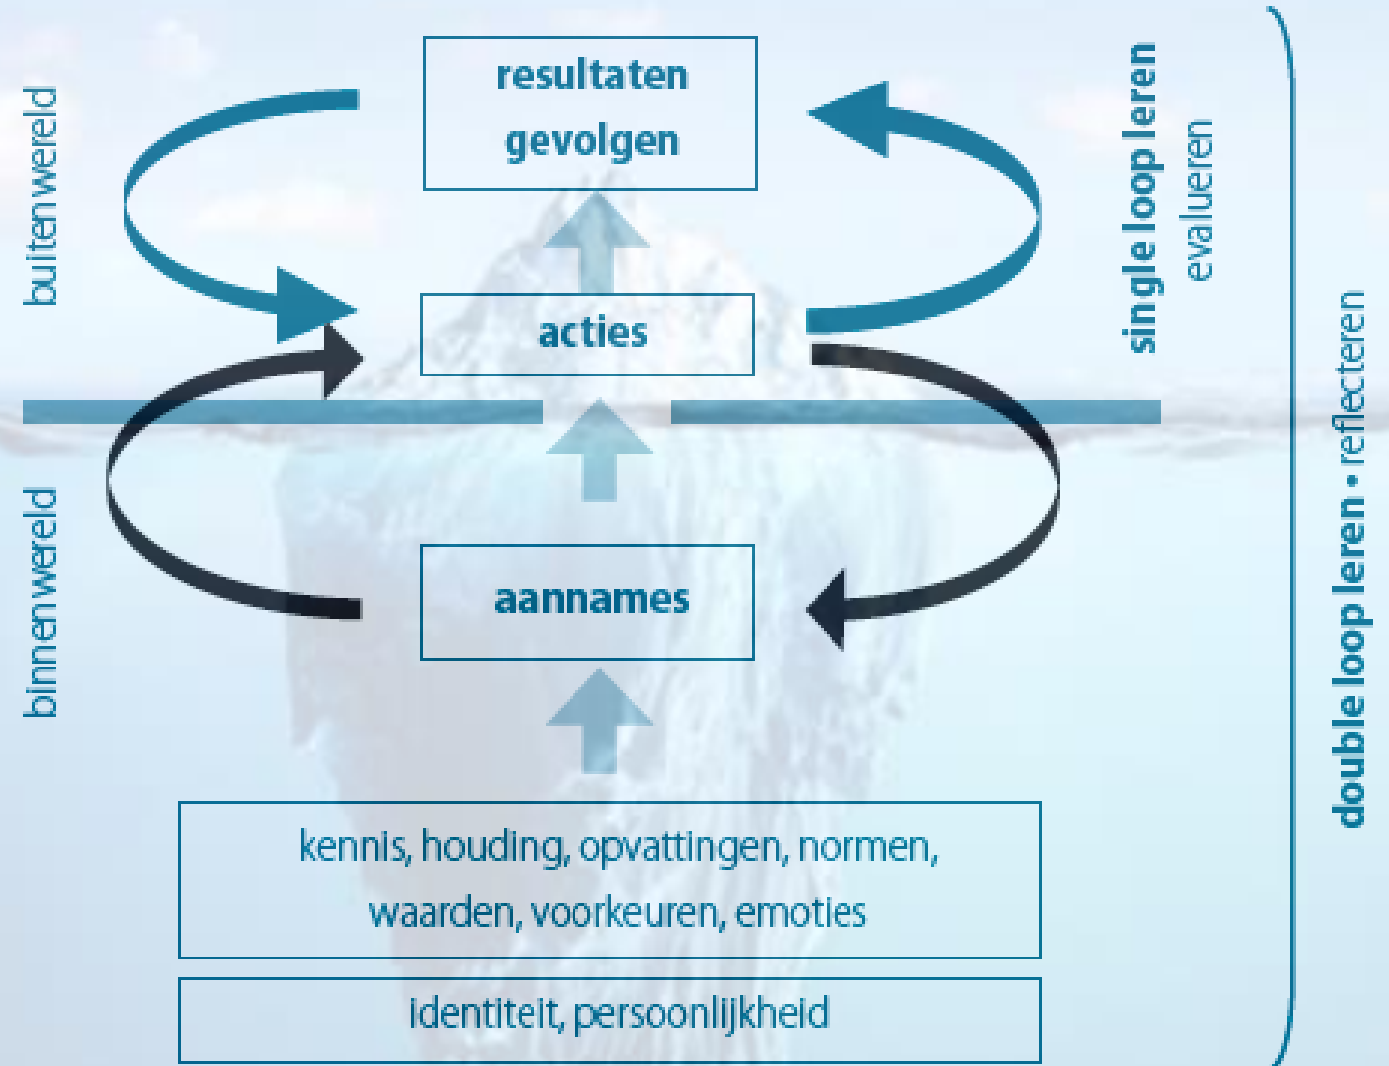 resultaten
gevolgen
acties
aannames
kennis, houding, opvattingen, normen,
waarden, voorkeuren, emoties
identiteit, persoonlijkheid
buitenwereld
binnenwereld
single loop leren
evalueren
double loop leren • reflecteren